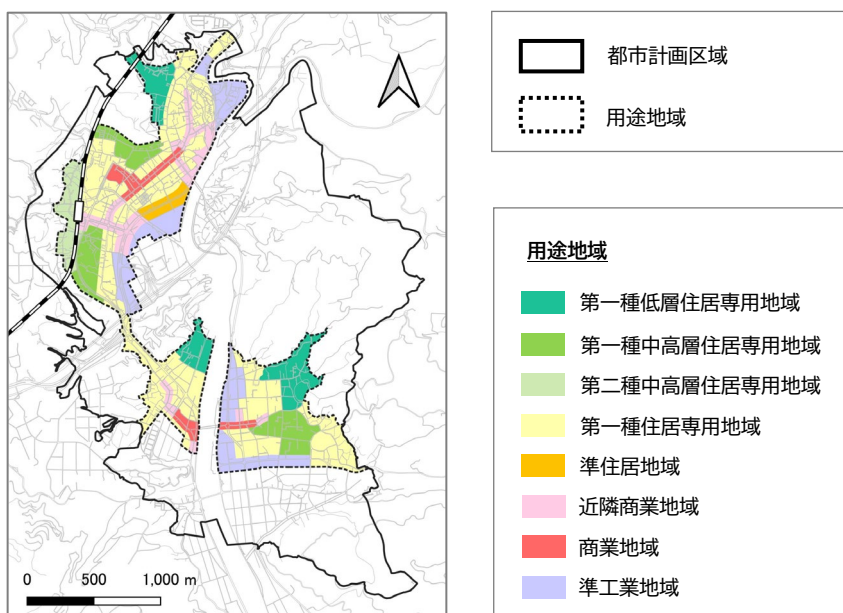 都市計画区域
用途地域
用途地域
第一種低層住居専用地域
第一種中高層住居専用地域
第二種中高層住居専用地域
第一種住居専用地域
準住居地域
近隣商業地域
商業地域
準工業地域
0 500 1,000 m